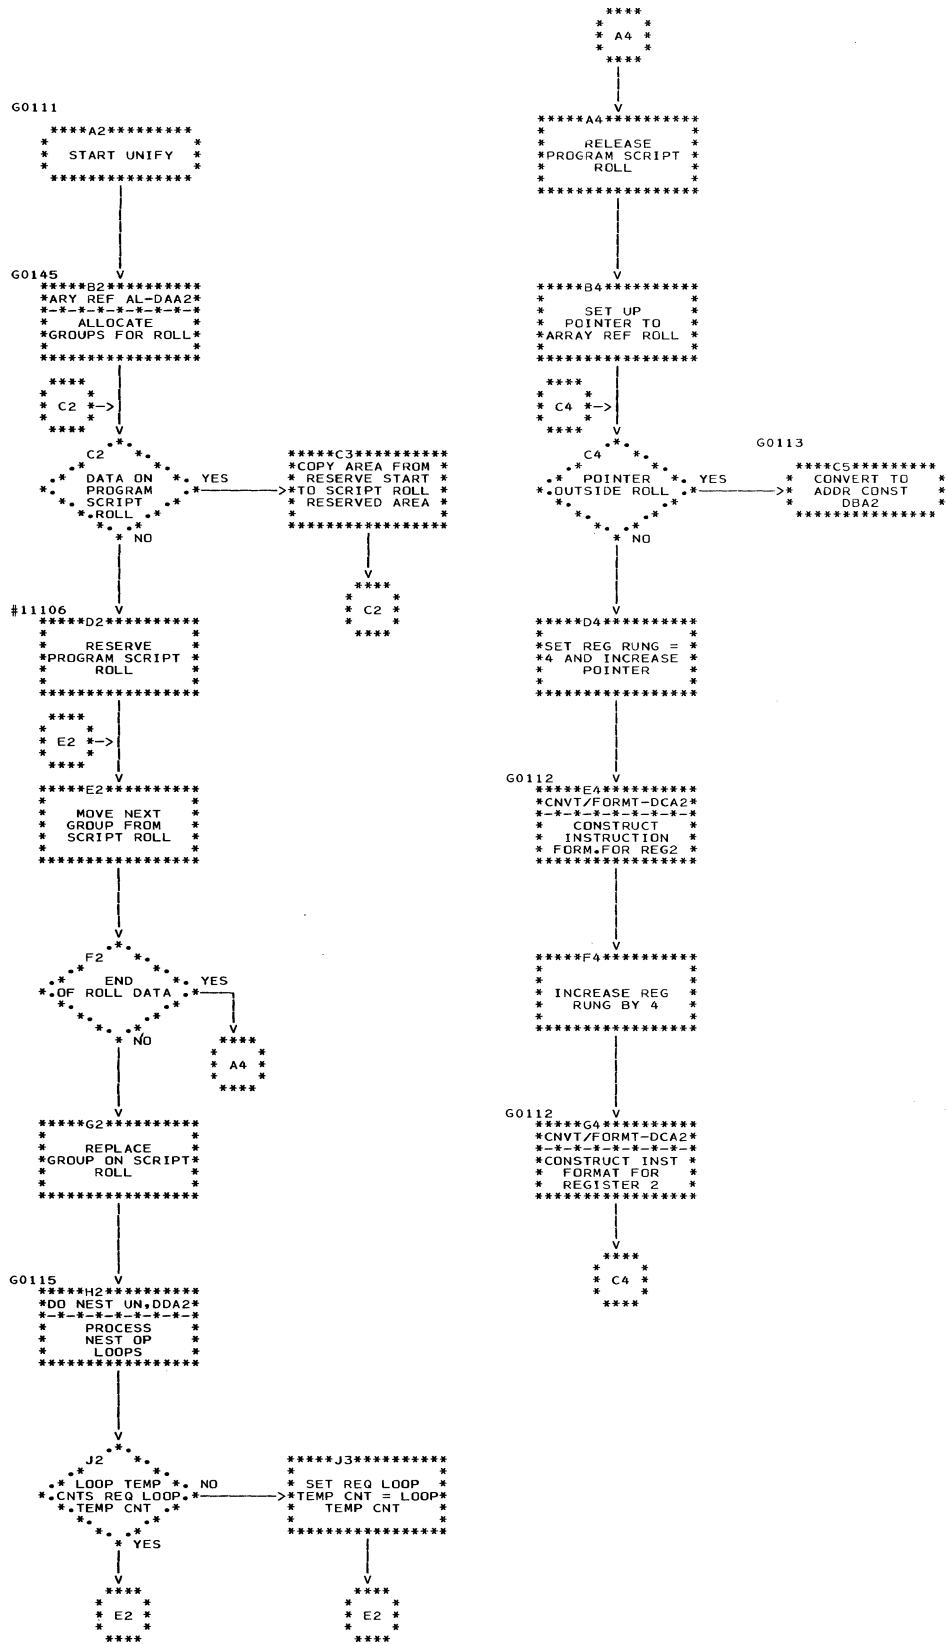 G0111
A2
START UNIFY
G0145
B2
ARY REF AL-DAA2
ALLOCATE
GROUPS FOR ROLL
C2
C2
DATA ON
PROGRAM
SCRIPT
ROLL
YES
NO
C3
COPY AREA FROM
RESERVE START
TO SCRIPT ROLL
RESERVED AREA
C2
#11106
D2
RESERVE
PROGRAM SCRIPT
ROLL
E2
E2
MOVE NEXT
GROUP FROM
SCRIPT ROLL
F2
END
OF ROLL DATA
YES
NO
A4
G2
REPLACE
GROUP ON SCRIPT
ROLL
G0115
H2
DO NEST UN,DDA2
PROCESS
NEST OP
LOOPS
J2
LOOP TEMP
CNTS REQ LOOP
TEMP CNT
NO
YES
J3
SET REQ LOOP
TEMP CNT = LOOP
TEMP CNT
E2
E2
A4
A4
RELEASE
PROGRAM SCRIPT
ROLL
B4
SET UP
POINTER TO
ARRAY REF ROLL
C4
C4
POINTER
OUTSIDE ROLL
YES
NO
G0113
C5
CONVERT TO
ADDR CONST
DBA2
D4
SET REG RUNG =
4 AND INCREASE
POINTER
G0112
E4
CNVT/FORMT-DCA2
CONSTRUCT
INSTRUCTION
FORM.FOR REG2
F4
INCREASE REG
RUNG BY 4
G0112
G4
CNVT/FORMT-DCA2
CONSTRUCT INST
FORMAT FOR
REGISTER 2
C4